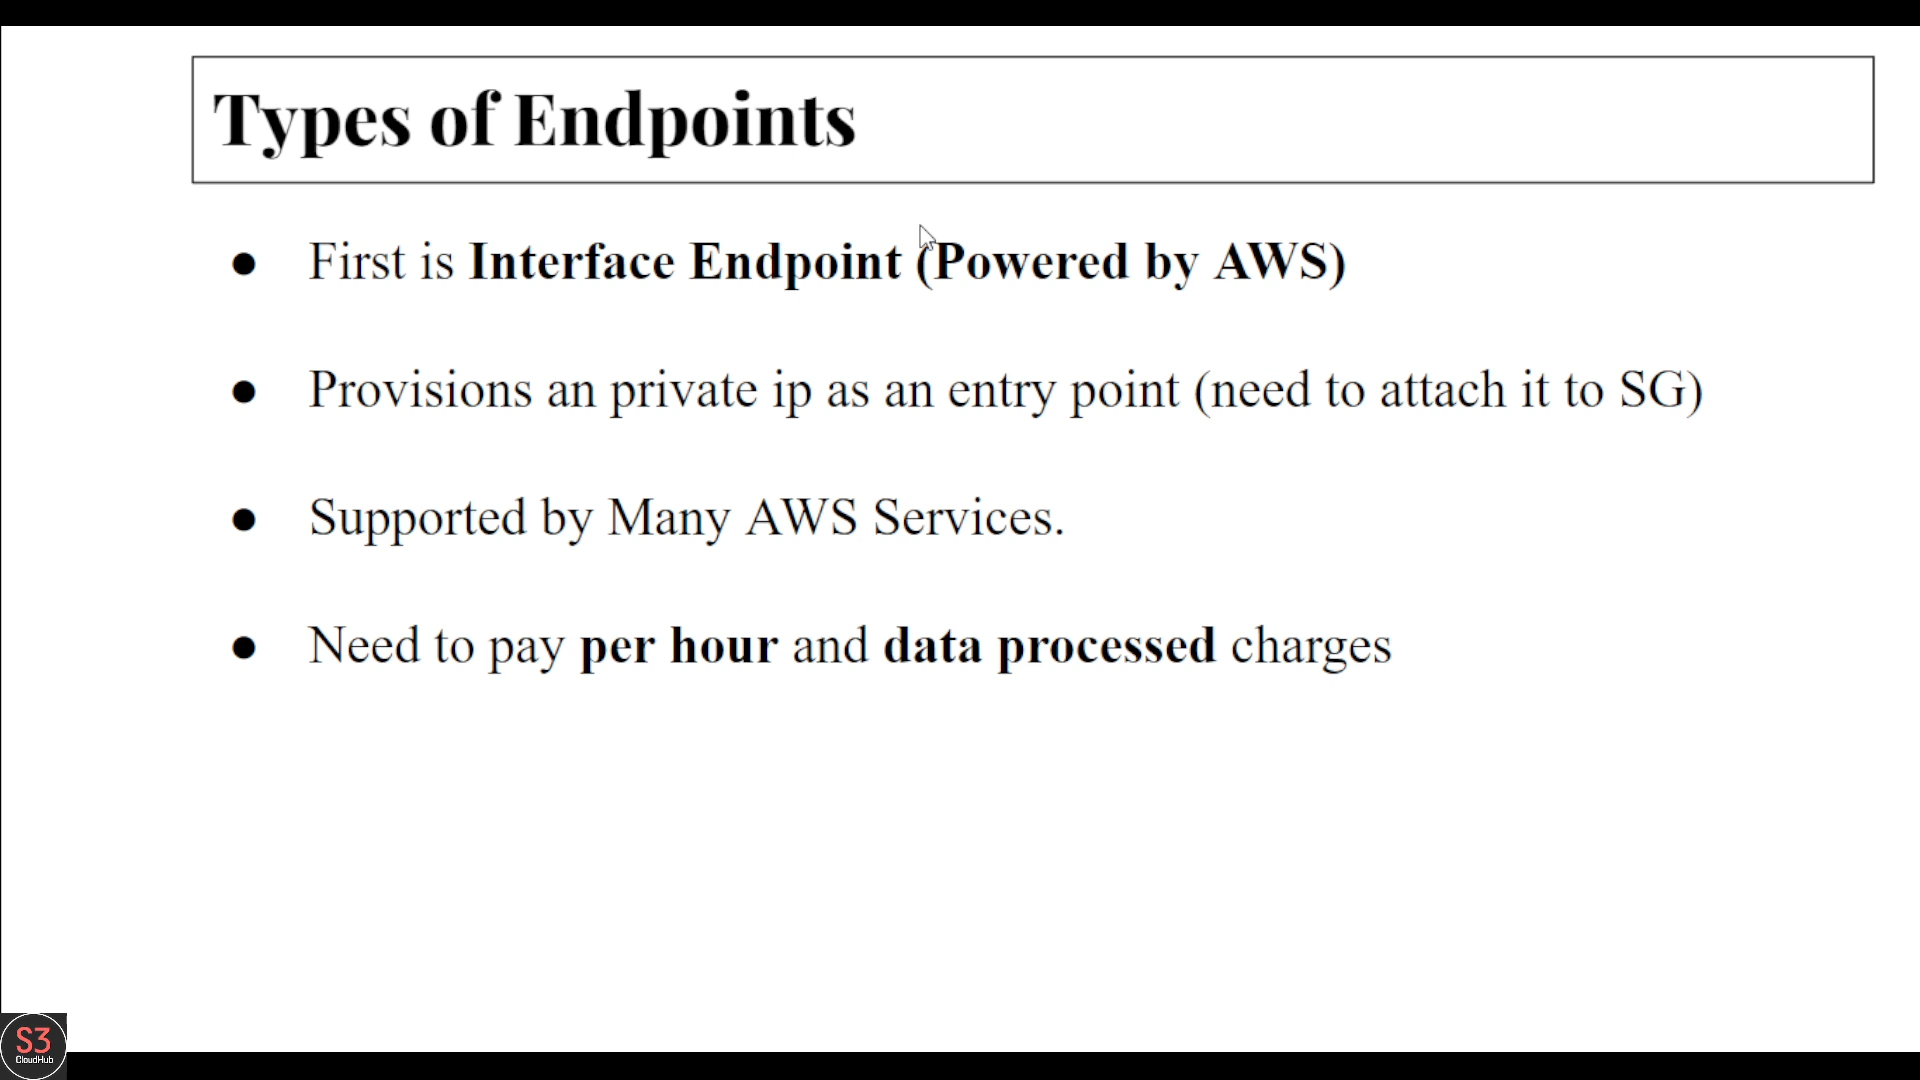 Types of Endpoints
● First is Interface Endpoint (Powered by AWS)
● Provisions an private ip as an entry point (need to attach it to SG)
● Supported by Many AWS Services.
● Need to pay per hour and data processed charges
S3
CloudHub